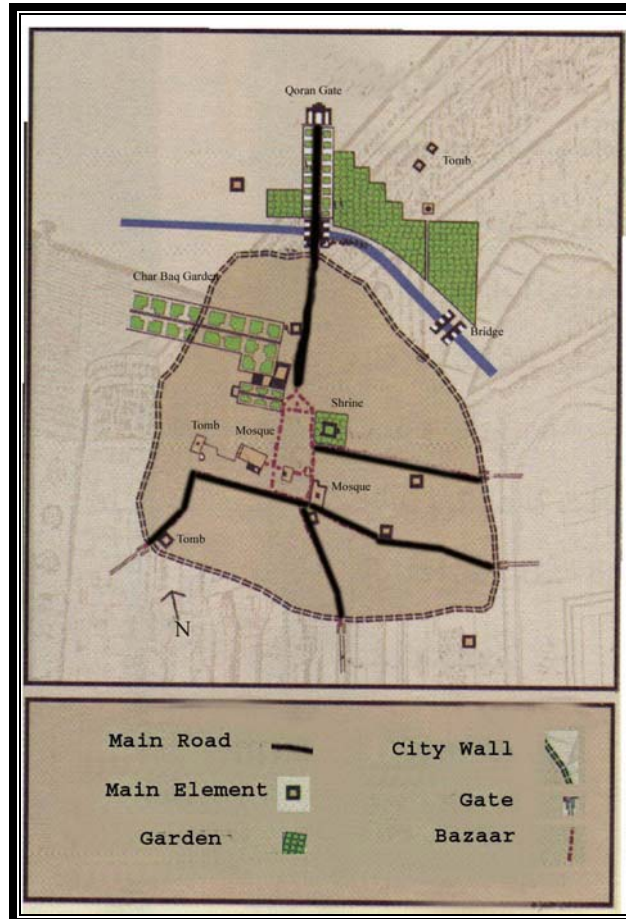 Qoran Gate
Tomb
Char Baq Garden
Bridge
Shrine
Tomb
Mosque
Mosque
Tomb
N
Main Road
City Wall
Main Element
Gate
Garden
Bazaar